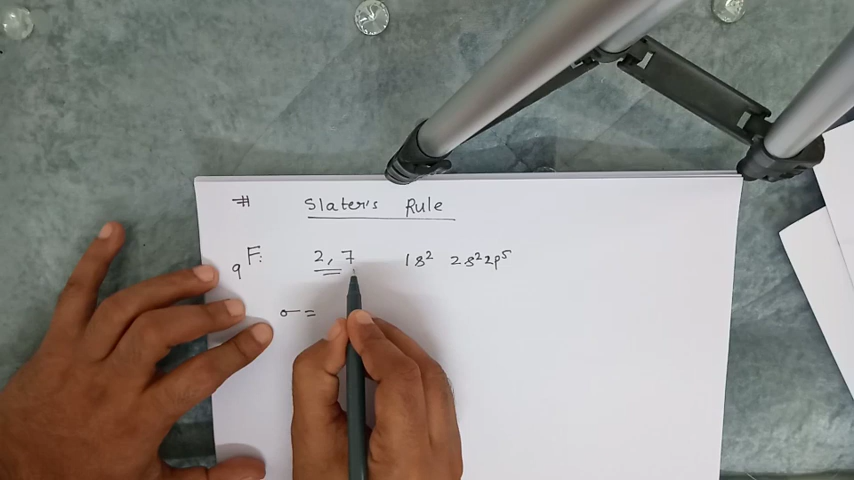 # Slater's Rule
₉F: 2, 7 1s² 2s²2p⁵
σ =